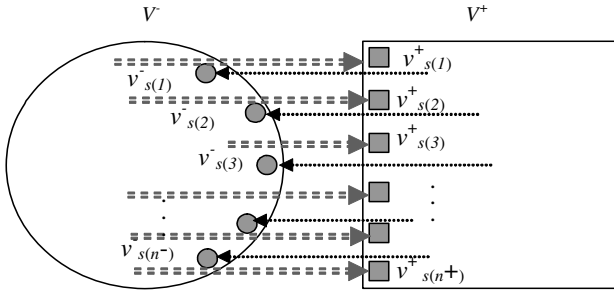 V⁻ V⁺
v⁻s(1) v⁺s(1)
v⁻s(2) v⁺s(2)
v⁻s(3) v⁺s(3)
. .
. .
. .
v⁻s(n⁻) v⁺s(n+)